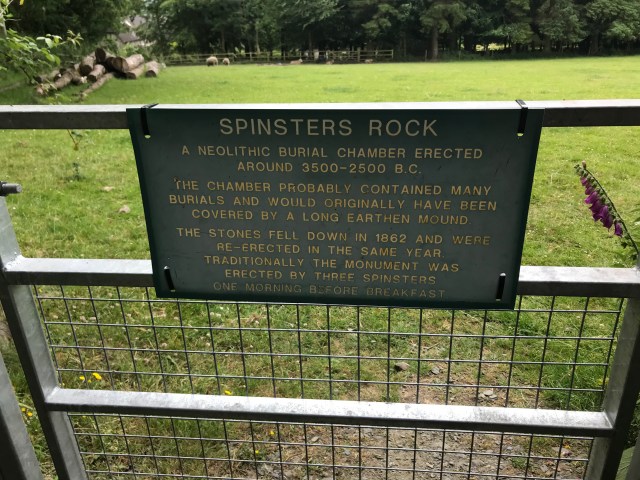 SPINSTERS ROCK
A NEOLITHIC BURIAL CHAMBER ERECTED
AROUND 3500-2500 B.C.
THE CHAMBER PROBABLY CONTAINED MANY
BURIALS AND WOULD ORIGINALLY HAVE BEEN
COVERED BY A LONG EARTHEN MOUND.
THE STONES FELL DOWN IN 1862 AND WERE
RE-ERECTED IN THE SAME YEAR.
TRADITIONALLY THE MONUMENT WAS
ERECTED BY THREE SPINSTERS
ONE MORNING BEFORE BREAKFAST